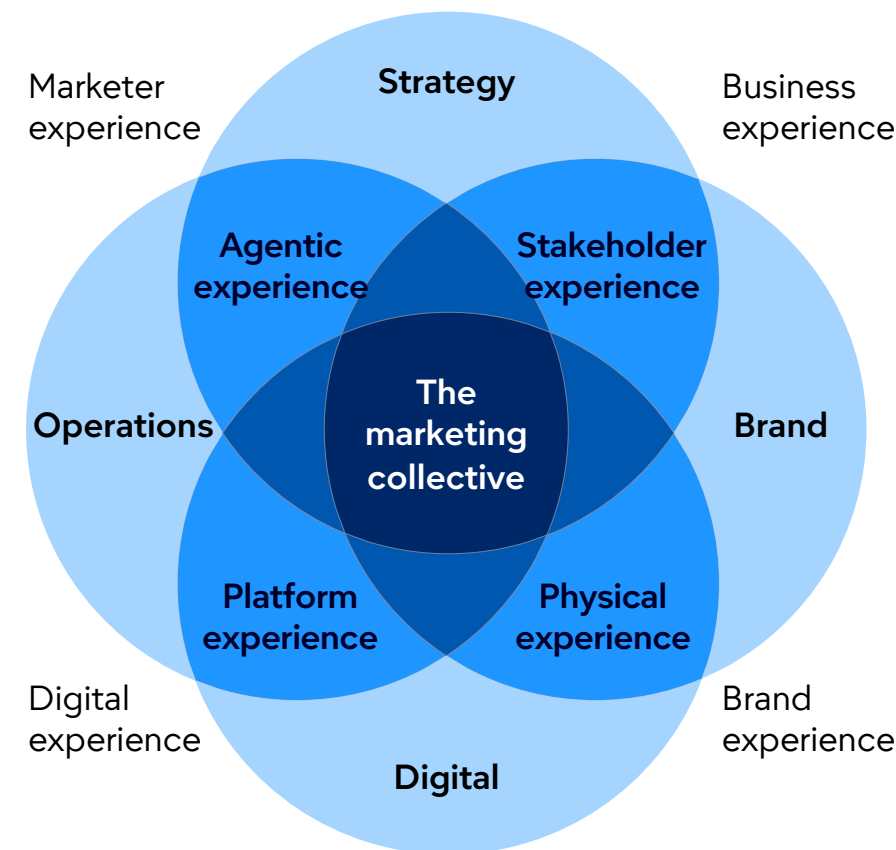 Strategy
Marketer
experience
Business
experience
Agentic
experience
Stakeholder
experience
The
marketing
collective
Operations
Brand
Platform
experience
Physical
experience
Digital
experience
Brand
experience
Digital